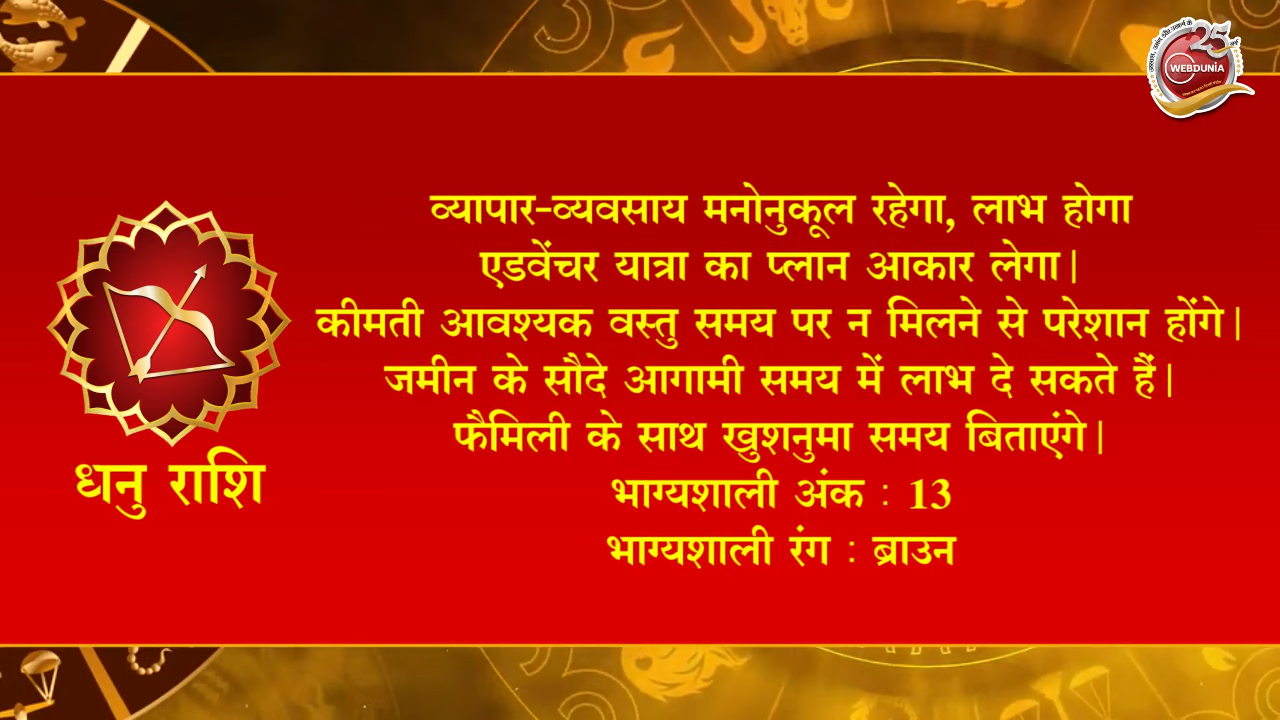 WEBDUNIA
व्यापार-व्यवसाय मनोनुकूल रहेगा, लाभ होगा
एडवेंचर यात्रा का प्लान आकार लेगा|
कीमती आवश्यक वस्तु समय पर न मिलने से परेशान होंगे|
जमीन के सौदे आगामी समय में लाभ दे सकते हैं|
फैमिली के साथ खुशनुमा समय बिताएंगे|
भाग्यशाली अंक : 13
भाग्यशाली रंग : ब्राउन
धनु राशि